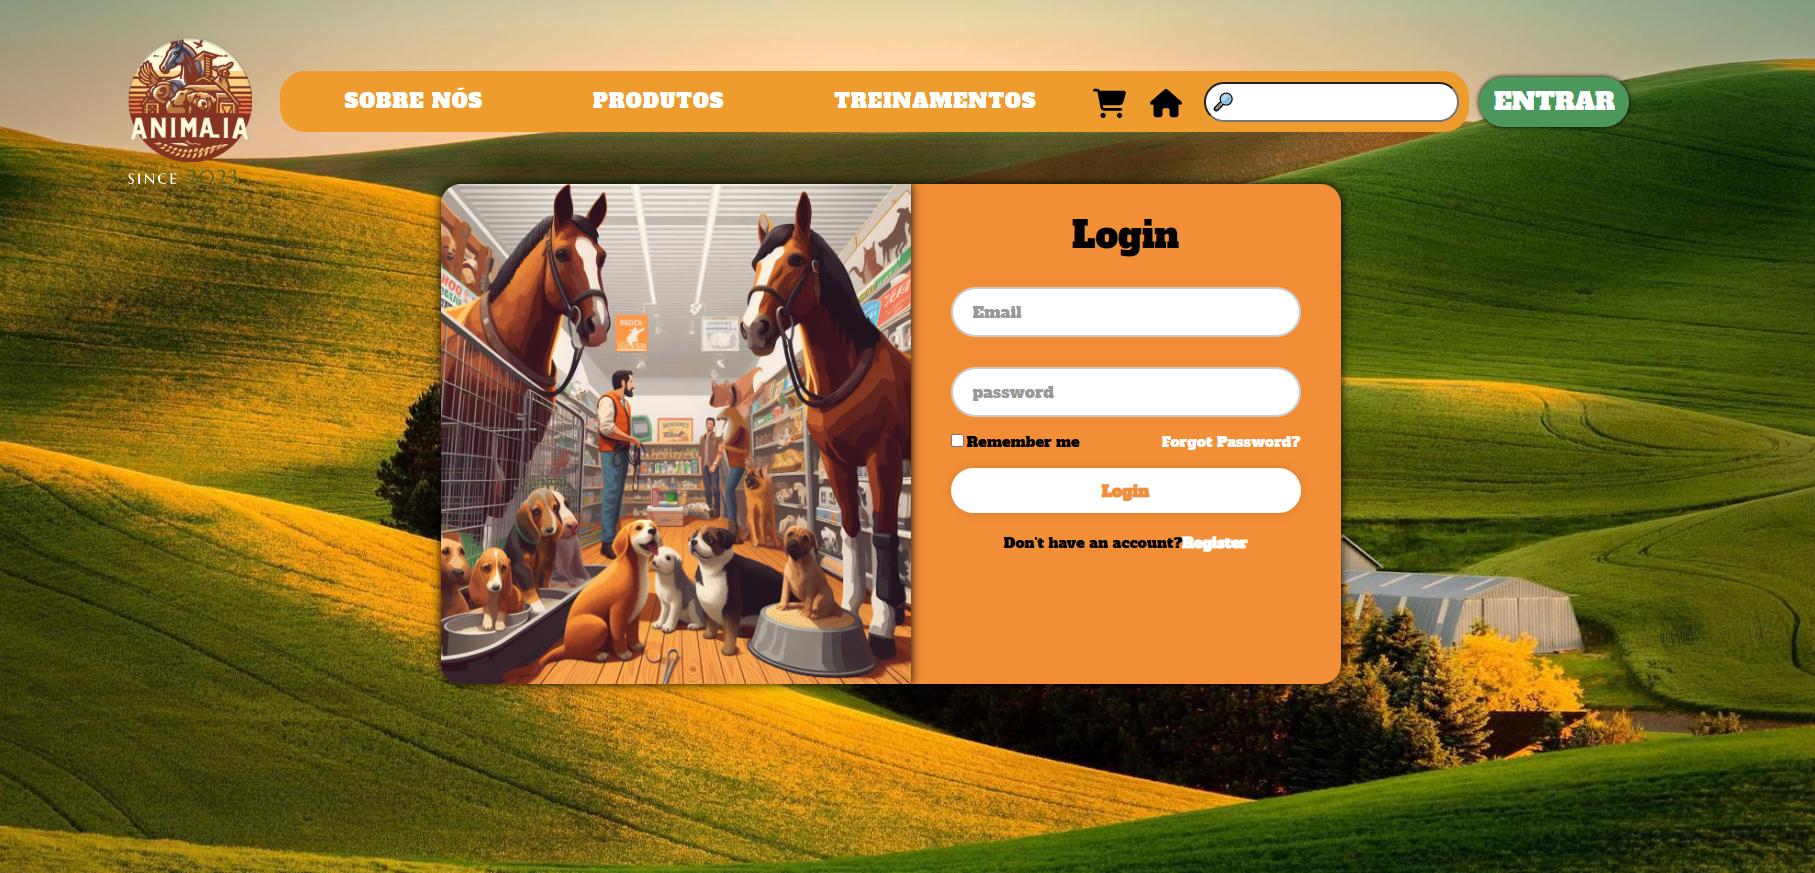 ANIMALIA
SINCE 2023
SOBRE NÓS
PRODUTOS
TREINAMENTOS
ENTRAR
Login
Email
password
Remember me
Forgot Password?
Login
Don't have an account?Register